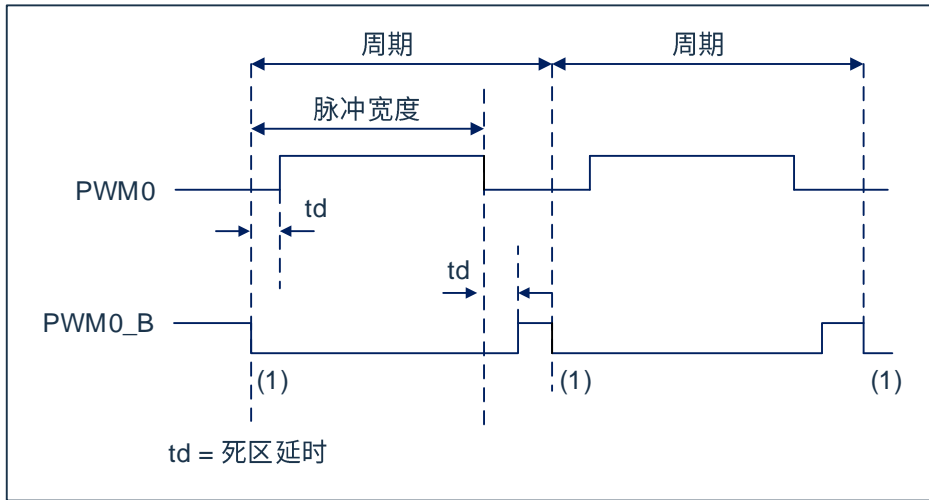 周期
周期
脉冲宽度
PWM0
td
td
PWM0_B
(1)
(1)
(1)
td = 死区延时